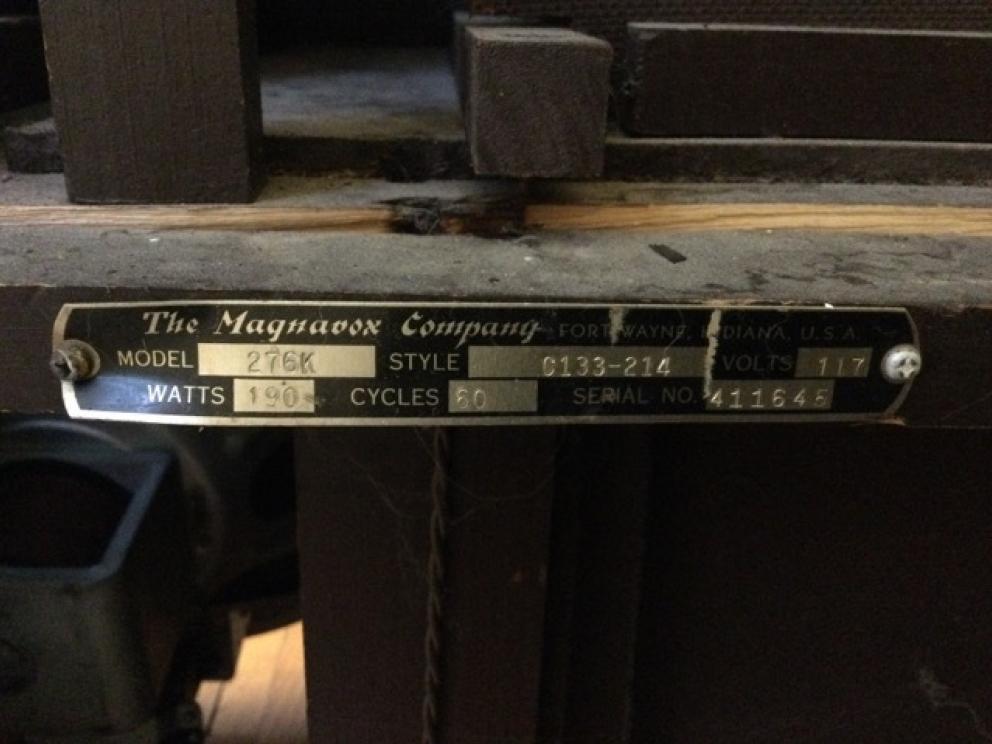 The Magnavox Company FORT WAYNE, INDIANA, U.S.A.
MODEL 276K STYLE C133-214 VOLTS 117
WATTS 190 CYCLES 60 SERIAL NO. 411645